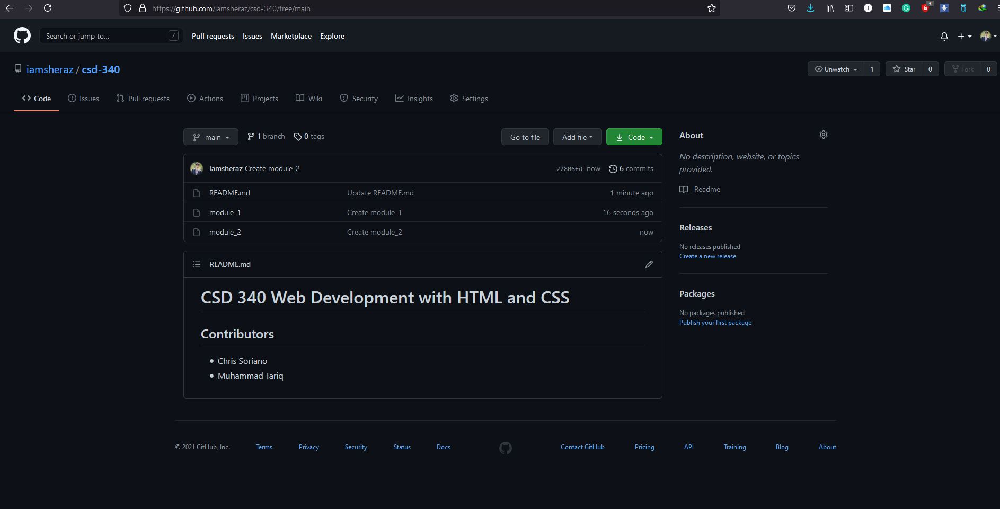 https://github.com/iamsheraz/csd-340/tree/main
3
Search or jump to... /
Pull requests Issues Marketplace Explore
iamsheraz / csd-340
Unwatch 1 Star 0 Fork 0
Code Issues Pull requests Actions Projects Wiki Security Insights Settings
main 1 branch 0 tags Go to file Add file Code
iamsheraz Create module_2 22806fd now 6 commits
README.md Update README.md 1 minute ago
module_1 Create module_1 16 seconds ago
module_2 Create module_2 now
README.md
CSD 340 Web Development with HTML and CSS
Contributors
Chris Soriano
Muhammad Tariq
About
No description, website, or topics
provided.
Readme
Releases
No releases published
Create a new release
Packages
No packages published
Publish your first package
© 2021 GitHub, Inc. Terms Privacy Security Status Docs Contact GitHub Pricing API Training Blog About